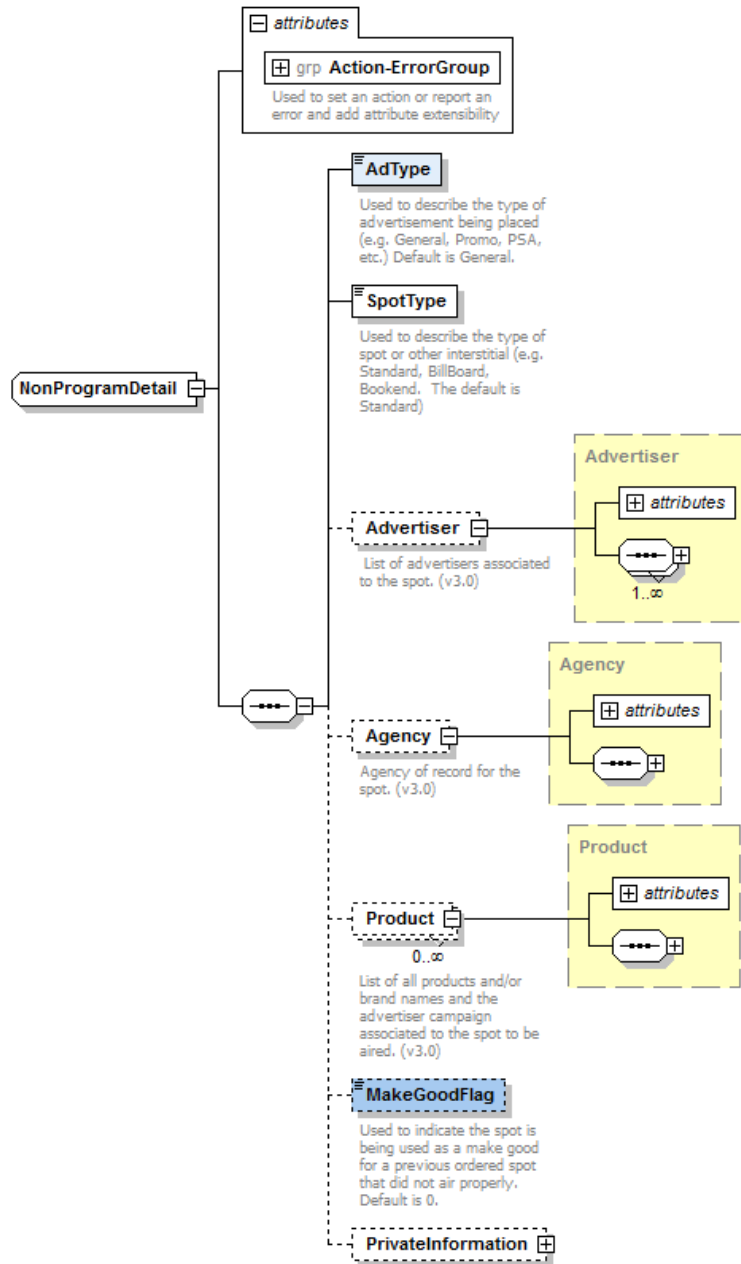 attributes
grp Action-ErrorGroup
Used to set an action or report an
error and add attribute extensibility
AdType
Used to describe the type of
advertisement being placed
(e.g. General, Promo, PSA,
etc.) Default is General.
SpotType
Used to describe the type of
spot or other interstitial (e.g.
Standard, BillBoard,
Bookend. The default is
Standard)
NonProgramDetail
Advertiser
attributes
1..∞
Advertiser
List of advertisers associated
to the spot. (v3.0)
Agency
attributes
Agency
Agency of record for the
spot. (v3.0)
Product
attributes
Product
0..∞
List of all products and/or
brand names and the
advertiser campaign
associated to the spot to be
aired. (v3.0)
MakeGoodFlag
Used to indicate the spot is
being used as a make good
for a previous ordered spot
that did not air properly.
Default is 0.
PrivateInformation